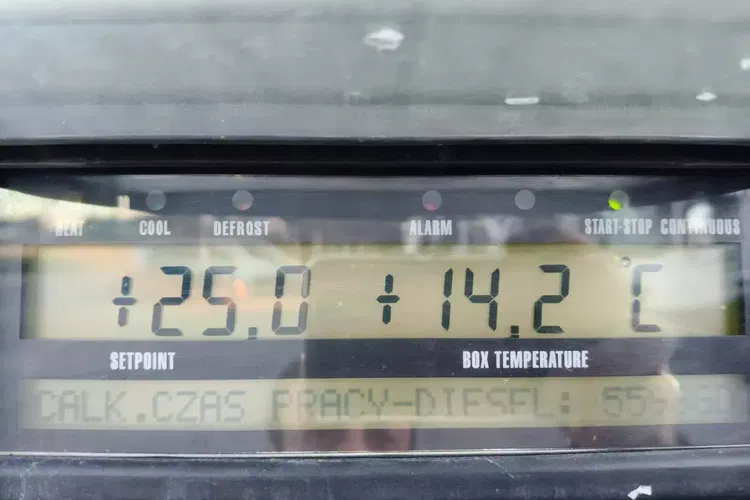 HEAT COOL DEFROST ALARM START-STOP CONTINUOUS
+25.0 +14.2 °C
SETPOINT BOX TEMPERATURE
CALK.CZAS PRACY-DIESEL: